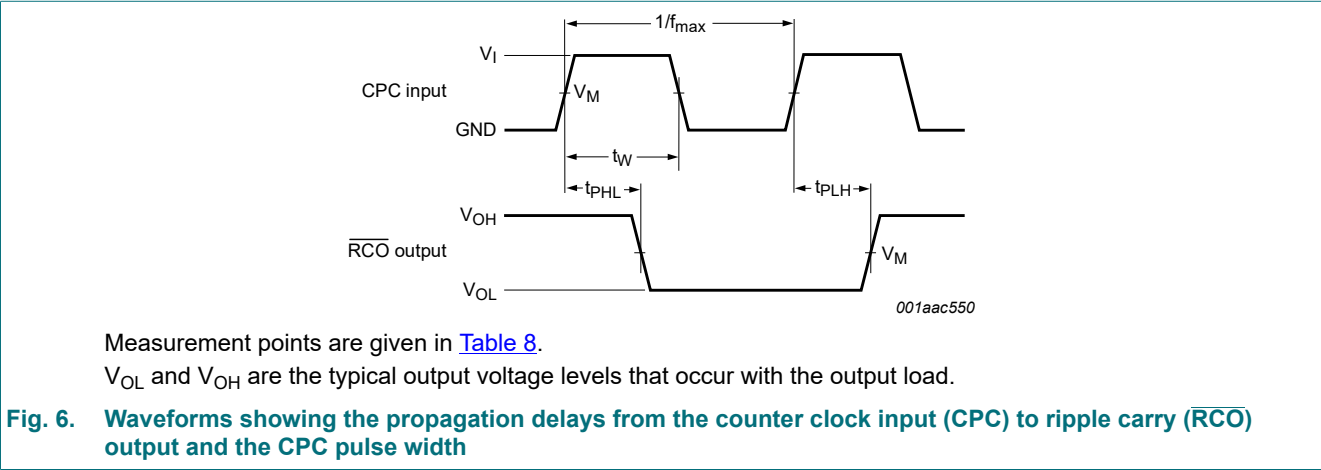 1/fmax
VI
CPC input
VM
GND
tW
tPHL
tPLH
VOH
RCO output
VM
VOL
001aac550
Measurement points are given in Table 8.
VOL and VOH are the typical output voltage levels that occur with the output load.
Fig. 6. Waveforms showing the propagation delays from the counter clock input (CPC) to ripple carry (RCO)
output and the CPC pulse width